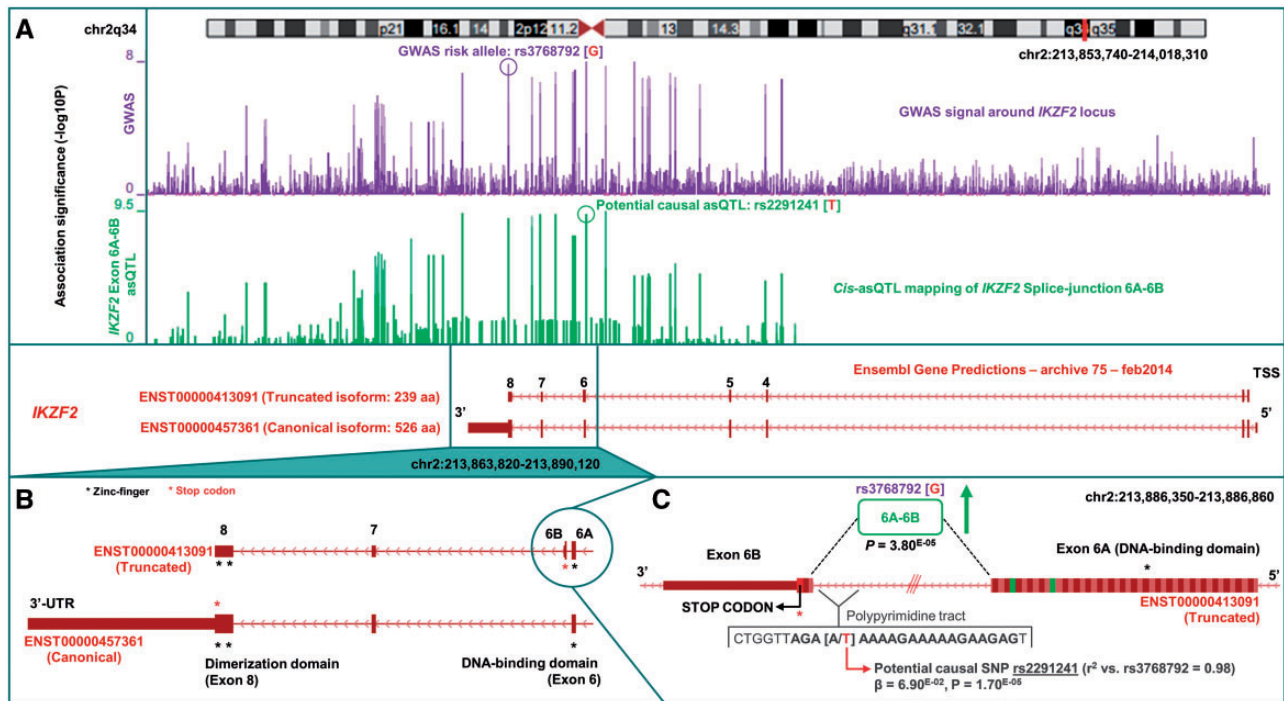 A
chr2q34
p21 16.1 14 2p12 11.2 13 14.3 q31.1 32.1 q35
chr2:213,853,740-214,018,310
GWAS risk allele: rs3768792 [G]
Association significance (-log10P)
8
GWAS
0
GWAS signal around IKZF2 locus
9.5
IKZF2 Exon 6A-6B
asQTL
0
Potential causal asQTL: rs2291241 [T]
Cis-asQTL mapping of IKZF2 Splice-junction 6A-6B
IKZF2
8 7 6 5 4
Ensembl Gene Predictions – archive 75 – feb2014
TSS
ENST00000413091 (Truncated isoform: 239 aa)
3' 5'
ENST00000457361 (Canonical isoform: 526 aa)
chr2:213,863,820-213,890,120
B
* Zinc-finger * Stop codon
8 7 6B 6A
ENST00000413091
(Truncated)
* * * *
3'-UTR
*
ENST00000457361
(Canonical)
* * *
Dimerization domain
(Exon 8)
DNA-binding domain
(Exon 6)
C
rs3768792 [G]
chr2:213,886,350-213,886,860
6A-6B
P = 3.80E-05
Exon 6B
Exon 6A (DNA-binding domain)
*
3' 5'
STOP CODON
*
ENST00000413091
(Truncated)
Polypyrimidine tract
CTGGTTAGA [A/T] AAAAGAAAAAGAAGAGT
Potential causal SNP rs2291241 (r2 vs. rs3768792 = 0.98)
β = 6.90E-02, P = 1.70E-05